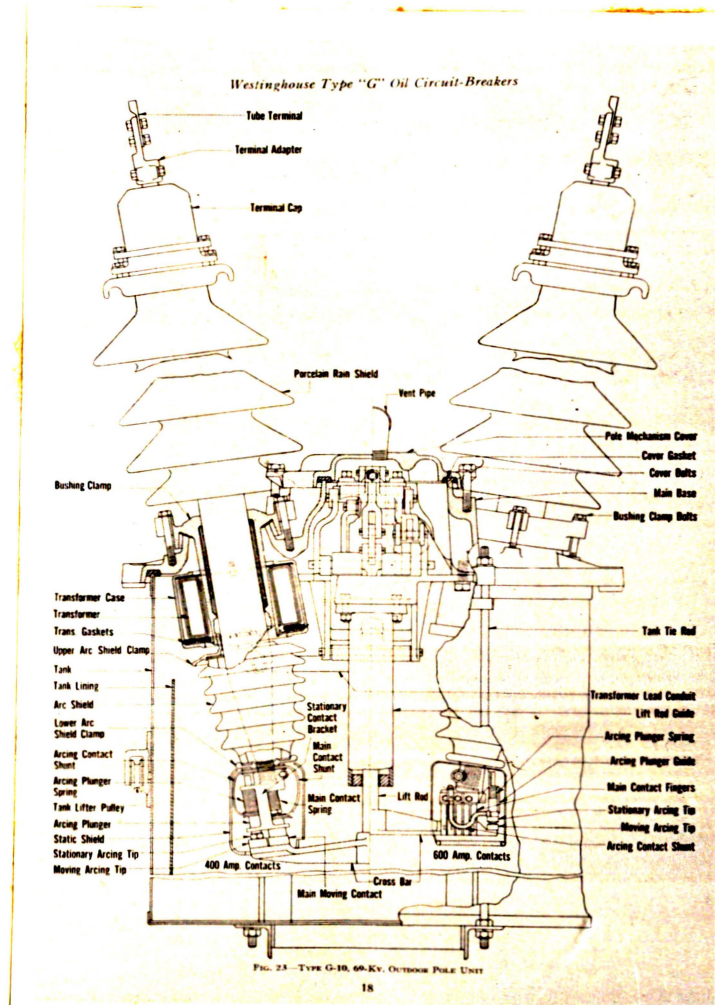 Westinghouse Type "G" Oil Circuit-Breakers
Tube Terminal
Terminal Adapter
Terminal Cap
Porcelain Rain Shield
Vent Pipe
Pole Mechanism Cover
Cover Gasket
Cover Bolts
Main Base
Bushing Clamp
Bushing Clamp Bolts
Transformer Case
Transformer
Trans Gaskets
Upper Arc Shield Clamp
Tank
Tank Lining
Arc Shield
Lower Arc
Shield Clamp
Arcing Contact
Shunt
Arcing Plunger
Spring
Tank Lifter Pulley
Arcing Plunger
Static Shield
Stationary Arcing Tip
Moving Arcing Tip
Stationary
Contact
Bracket
Main
Contact
Shunt
Main Contact
Spring
Lift Rod
400 Amp. Contacts
600 Amp. Contacts
Cross Bar
Main Moving Contact
Tank Tie Rod
Transformer Lead Conduit
Lift Rod Guide
Arcing Plunger Spring
Arcing Plunger Guide
Main Contact Fingers
Stationary Arcing Tip
Moving Arcing Tip
Arcing Contact Shunt
Fig. 23—Type G-10, 69-Kv. Outdoor Pole Unit
18